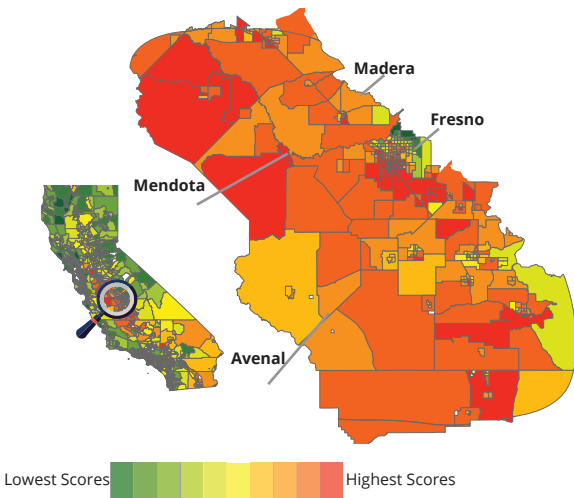 Madera
Fresno
Mendota
Avenal
Lowest Scores
Highest Scores